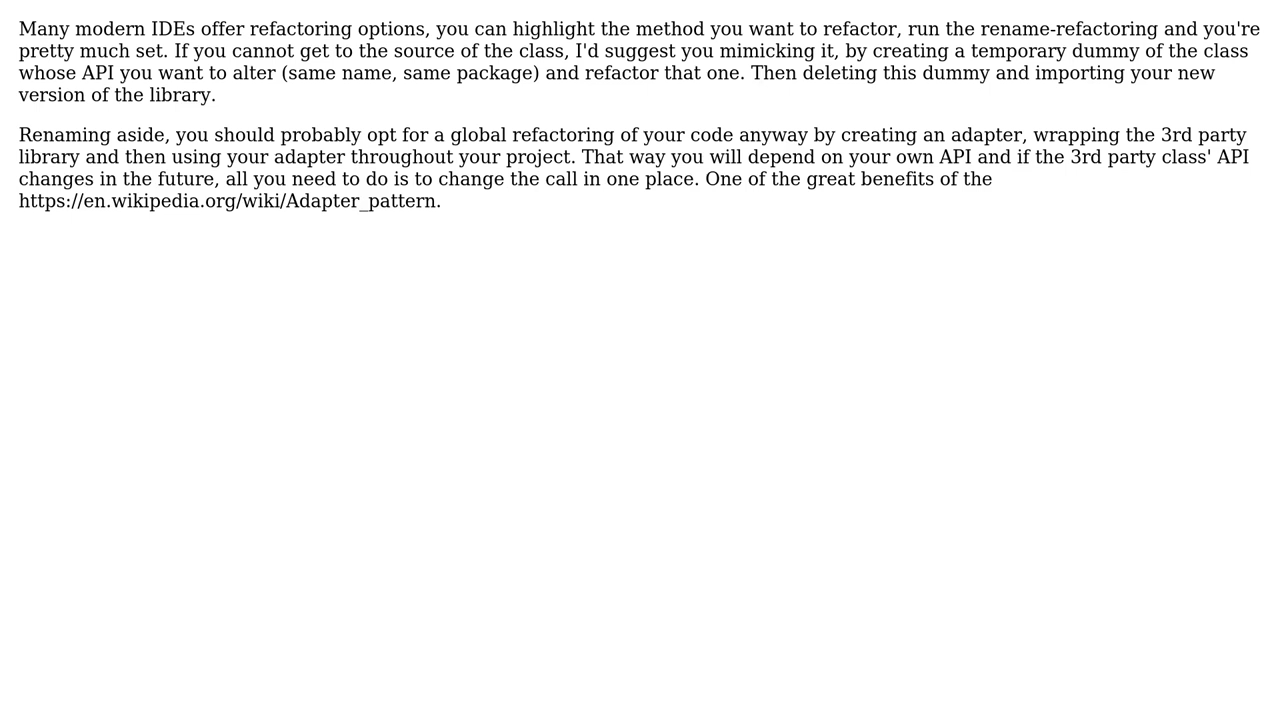 Many modern IDEs offer refactoring options, you can highlight the method you want to refactor, run the rename-refactoring and you're
pretty much set. If you cannot get to the source of the class, I'd suggest you mimicking it, by creating a temporary dummy of the class
whose API you want to alter (same name, same package) and refactor that one. Then deleting this dummy and importing your new
version of the library.
Renaming aside, you should probably opt for a global refactoring of your code anyway by creating an adapter, wrapping the 3rd party
library and then using your adapter throughout your project. That way you will depend on your own API and if the 3rd party class' API
changes in the future, all you need to do is to change the call in one place. One of the great benefits of the
https://en.wikipedia.org/wiki/Adapter_pattern.